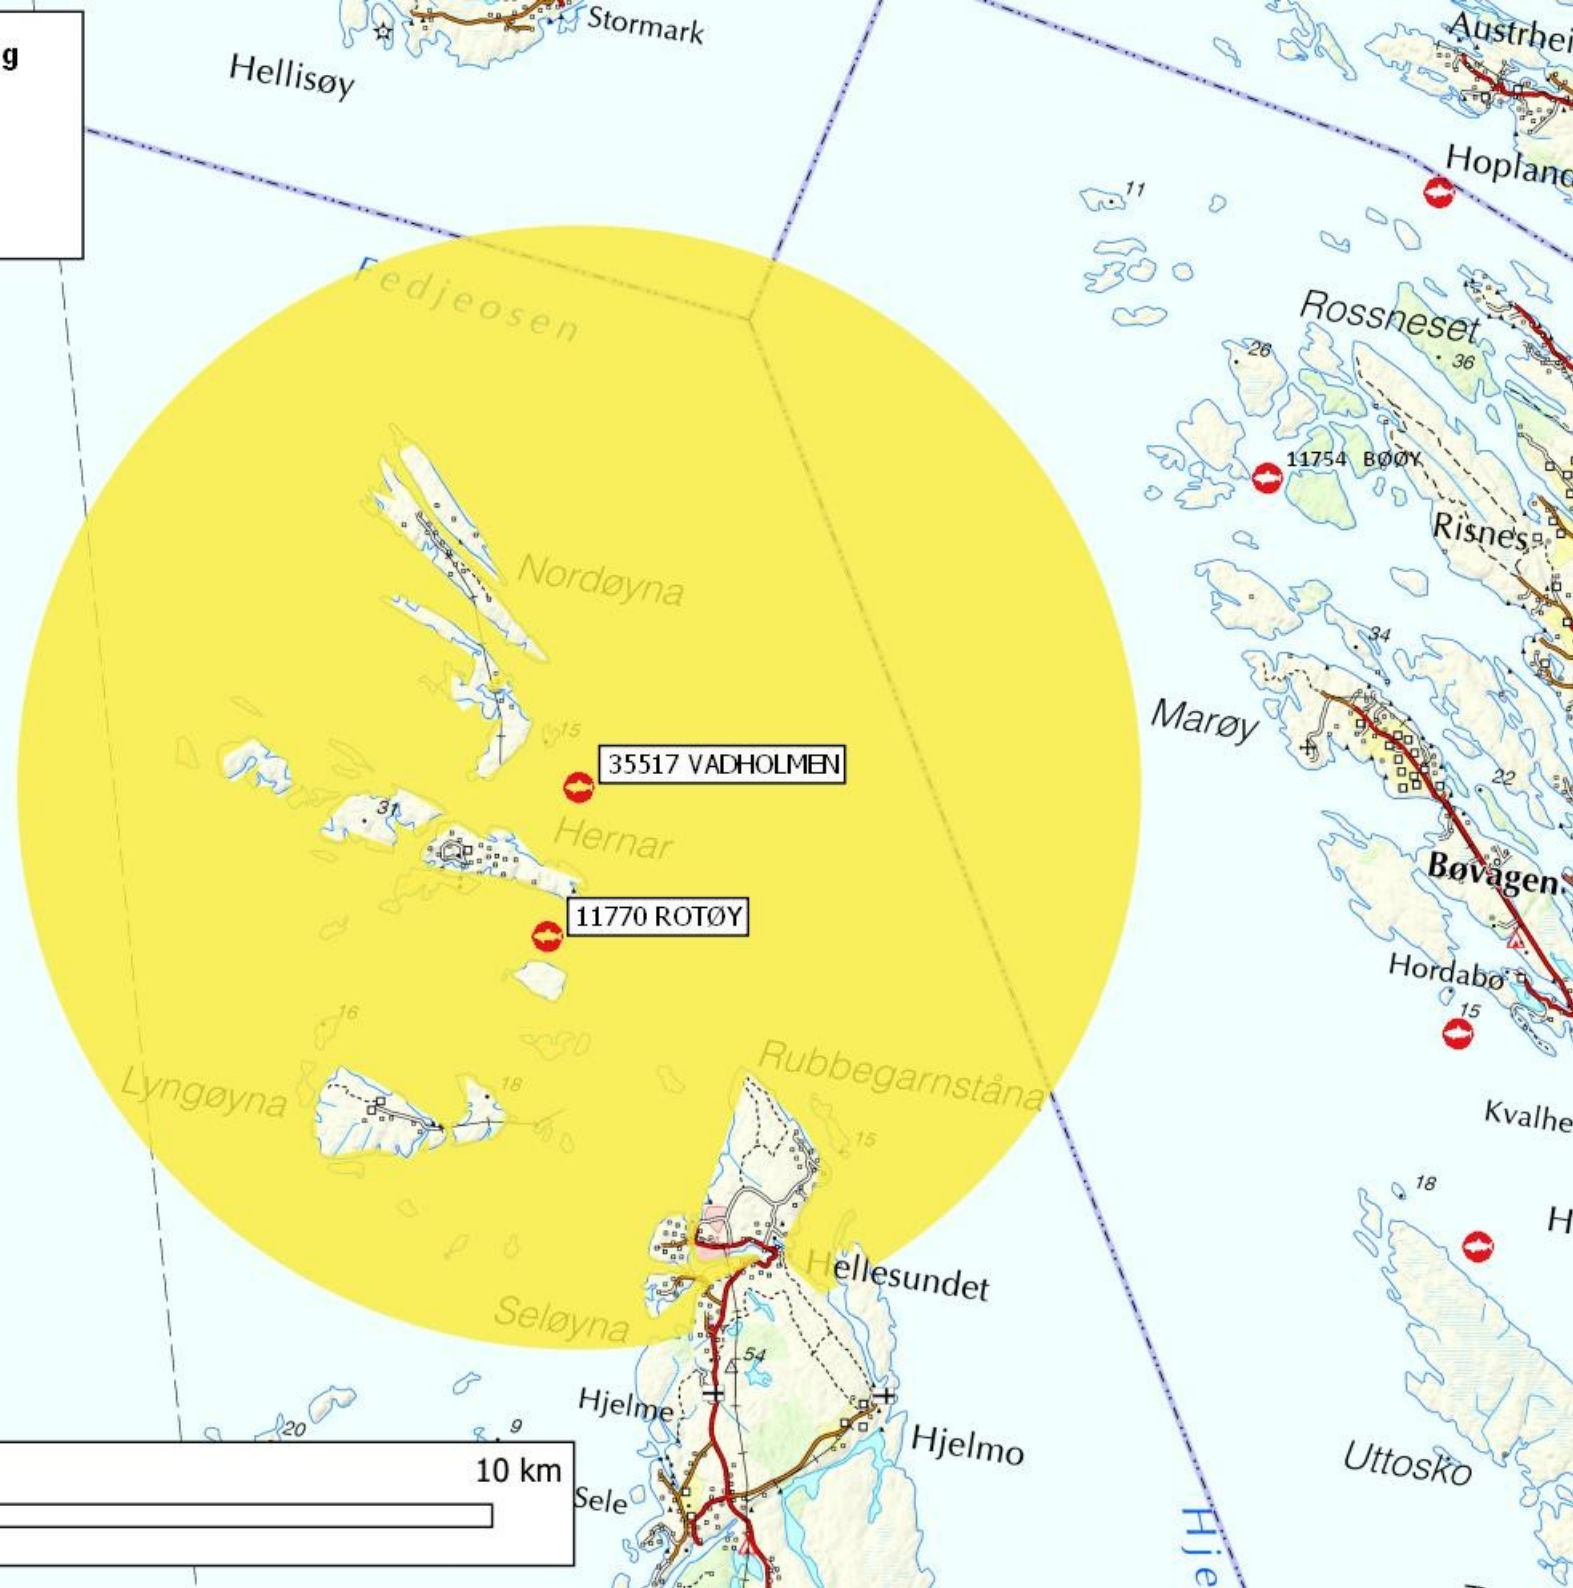 g
Stormark
Hellisøy
Austrhei
Hopland
11
Fedjeosen
Rossneset
36
26
11754 BØØY
Risnes
Nordøyna
34
Marøy
15
35517 VADHOLMEN
22
31
Hernar
Bøvågen
11770 ROTØY
Hordabø
15
16
Rubbegarnståna
Lyngøyna
18
15
Kvalhe
18
H
Hellesundet
Seløyna
54
Hjelme
20
9
Hjelmo
10 km
Uttosko
Sele
Hje